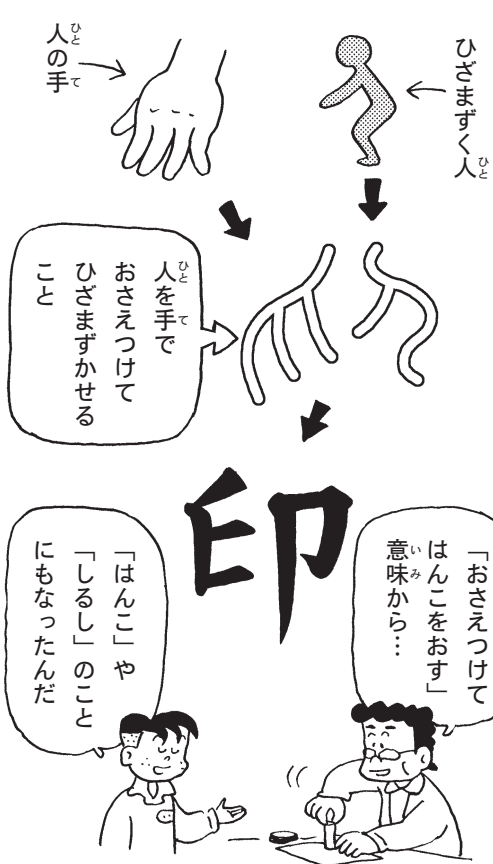 ひざまずく人
人の手
人を手で
おさえつけて
ひざまずかせる
こと
印
「おさえつけて
はんこをおす」
意味から…
「はんこ」や
「しるし」のこと
にもなったんだ